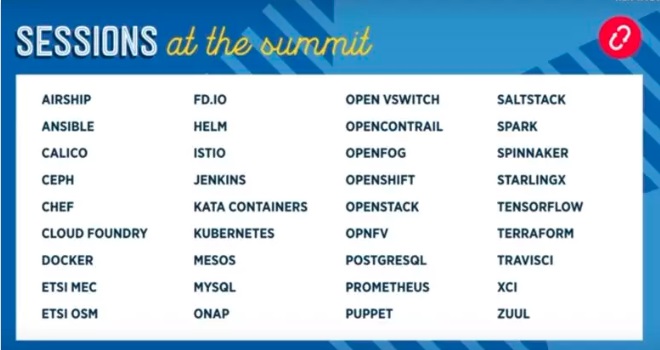 SESSIONS at the summit
AIRSHIP
ANSIBLE
CALICO
CEPH
CHEF
CLOUD FOUNDRY
DOCKER
ETSI MEC
ETSI OSM
FD.IO
HELM
ISTIO
JENKINS
KATA CONTAINERS
KUBERNETES
MESOS
MYSQL
ONAP
OPEN VSWITCH
OPENCONTRAIL
OPENFOG
OPENSHIFT
OPENSTACK
OPNFV
POSTGRESQL
PROMETHEUS
PUPPET
SALTSTACK
SPARK
SPINNAKER
STARLINGX
TENSORFLOW
TERRAFORM
TRAVISCI
XCI
ZUUL